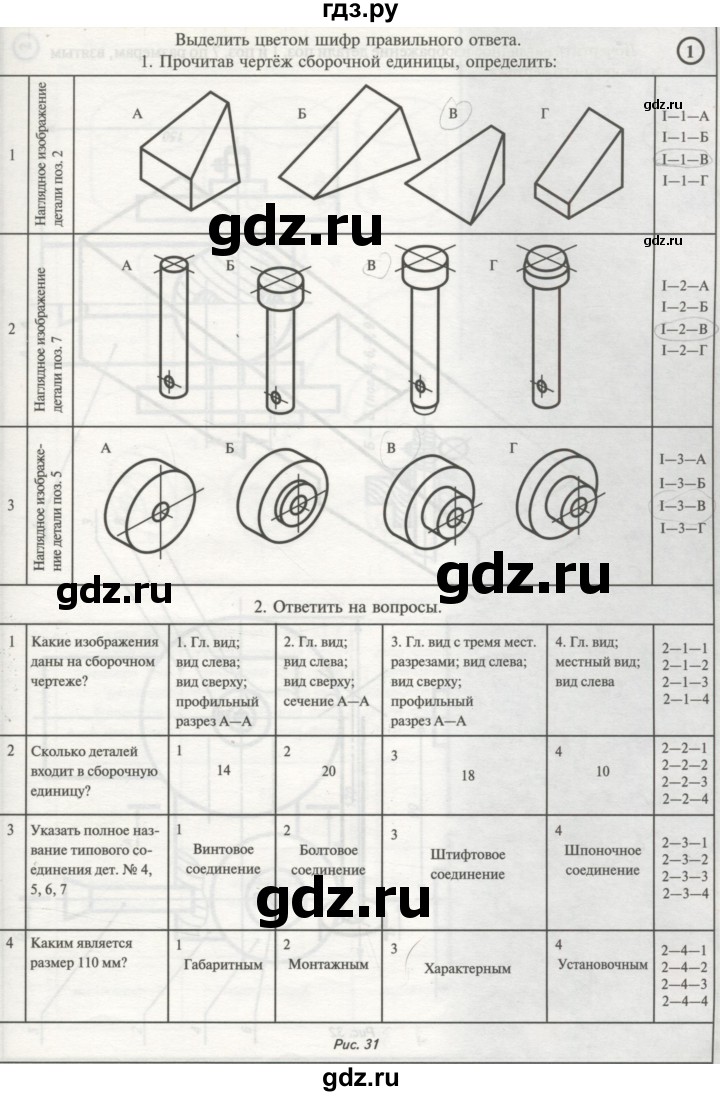 гдз.ру
Выделить цветом шифр правильного ответа.
1
1. Прочитав чертёж сборочной единицы, определить:
1
Наглядное изображение
детали поз. 2
А
Б
В
Г
gdz.ru
I—1—А
I—1—Б
I—1—В
I—1—Г
gdz.ru
gdz.ru
2
Наглядное изображение
детали поз. 7
А
Б
В
Г
I—2—А
I—2—Б
I—2—В
I—2—Г
3
Наглядное изображе-
ние детали поз. 5
А
Б
В
Г
I—3—А
I—3—Б
I—3—В
I—3—Г
gdz.ru
gdz.ru
2. Ответить на вопросы.
1
Какие изображения
даны на сборочном
чертеже?
1. Гл. вид;
вид слева;
вид сверху;
профильный
разрез А—А
2. Гл. вид;
вид слева;
вид сверху;
сечение А—А
3. Гл. вид с тремя мест.
разрезами; вид слева;
вид сверху;
профильный
разрез А—А
4. Гл. вид;
местный вид;
вид слева
2—1—1
2—1—2
2—1—3
2—1—4
2
Сколько деталей
входит в сборочную
единицу?
1
14
2
20
3
18
4
10
2—2—1
2—2—2
2—2—3
2—2—4
3
Указать полное наз-
вание типового со-
единения дет. № 4,
5, 6, 7
1
Винтовое
соединение
2
Болтовое
соединение
3
Штифтовое
соединение
4
Шпоночное
соединение
2—3—1
2—3—2
2—3—3
2—3—4
gdz.ru
4
Каким является
размер 110 мм?
1
Габаритным
2
Монтажным
3
Характерным
4
Установочным
2—4—1
2—4—2
2—4—3
2—4—4
Рис. 31
gdz.ru